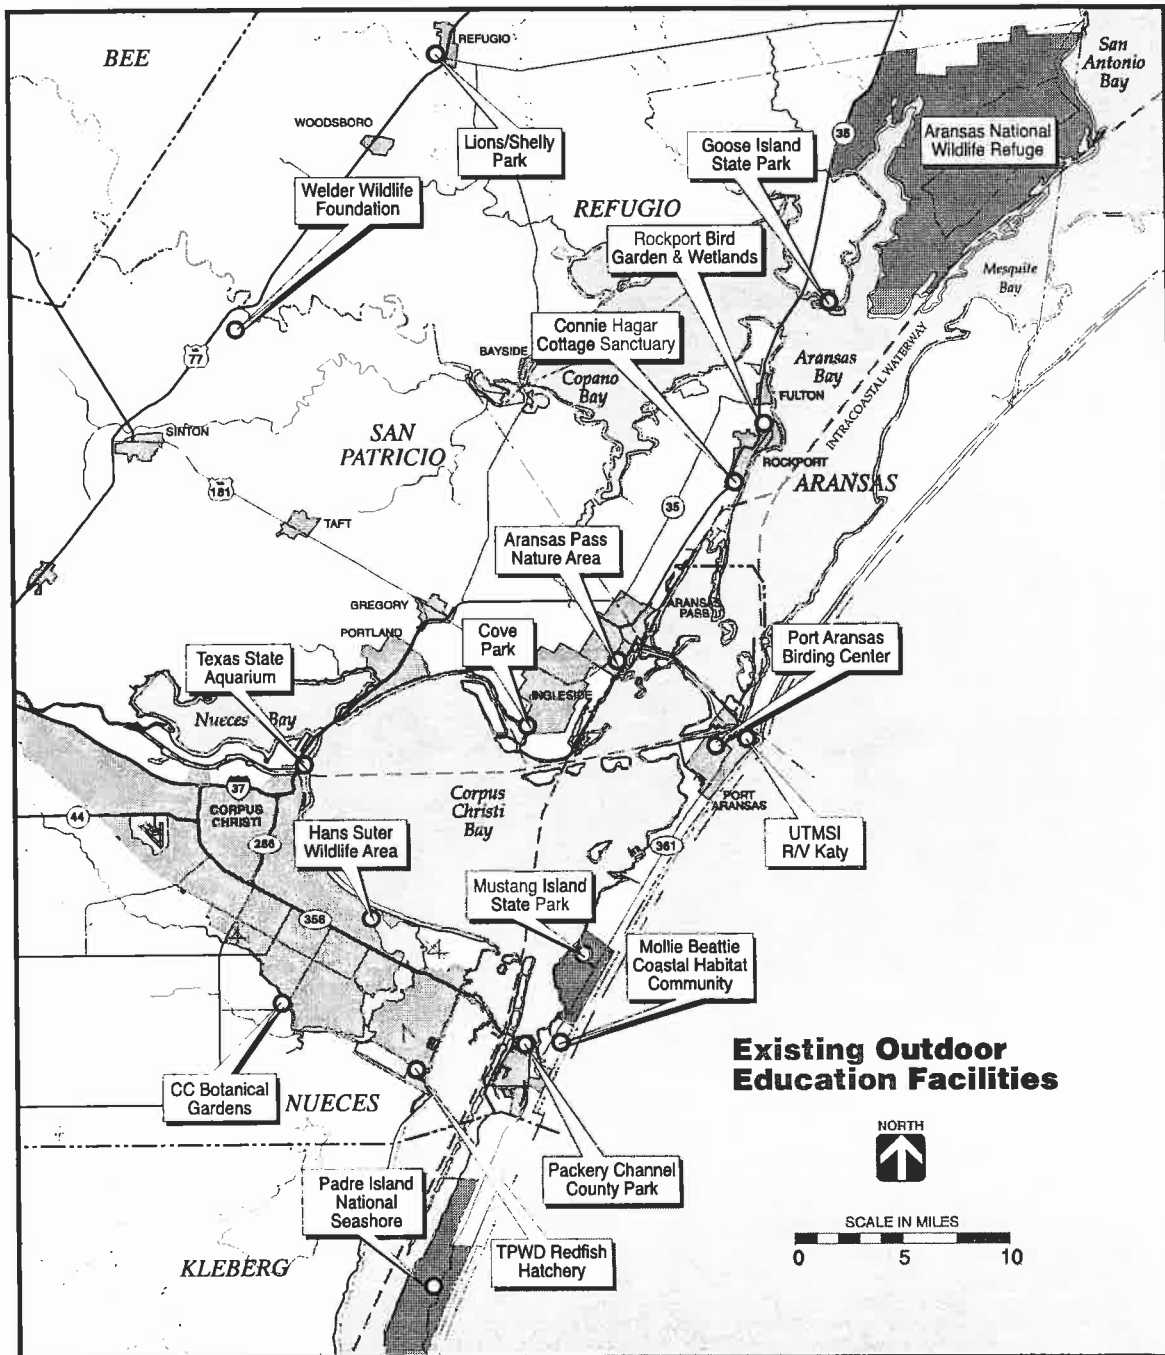 BEE
REFUGIO
San
Antonio
Bay
WOODSBORO
Lions/Shelly
Park
Goose Island
State Park
35
Aransas National
Wildlife Refuge
Welder Wildlife
Foundation
REFUGIO
Rockport Bird
Garden & Wetlands
Mesquite
Bay
Connie Hagar
Cottage Sanctuary
US
77
BAYSIDE
Copano
Bay
Aransas
Bay
FULTON
INTRACOASTAL WATERWAY
SINTON
SAN
PATRICIO
ROCKPORT
ARANSAS
181
TAFT
35
Aransas Pass
Nature Area
GREGORY
ARANSAS
PASS
PORTLAND
Cove
Park
Port Aransas
Birding Center
Texas State
Aquarium
INGLESIDE
Nueces Bay
37
CORPUS
CHRISTI
Corpus
Christi
Bay
PORT
ARANSAS
44
286
Hans Suter
Wildlife Area
361
UTMSI
R/V Katy
Mustang Island
State Park
358
Mollie Beattie
Coastal Habitat
Community
Existing Outdoor
Education Facilities
CC Botanical
Gardens
NUECES
NORTH
Packery Channel
County Park
Padre Island
National
Seashore
SCALE IN MILES
0 5 10
TPWD Redfish
Hatchery
KLEBERG